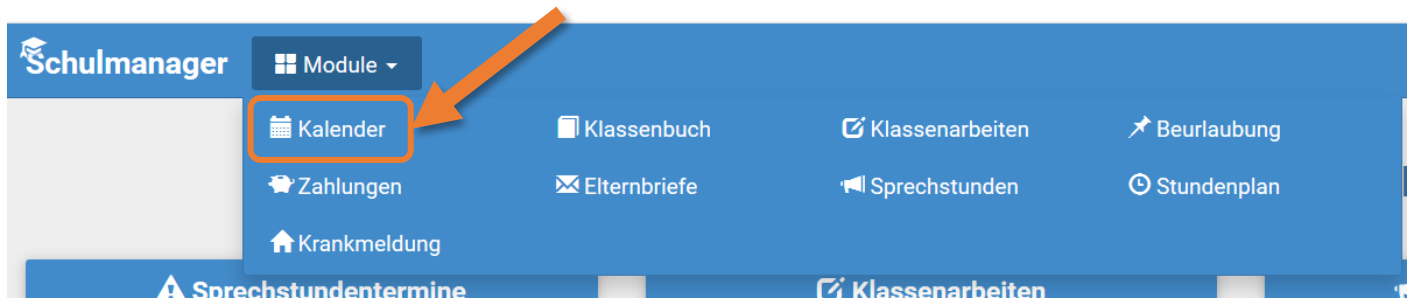 Schulmanager Module
Kalender Klassenbuch Klassenarbeiten Beurlaubung
Zahlungen Elternbriefe Sprechstunden Stundenplan
Krankmeldung
Sprechstundentermine Klassenarbeiten